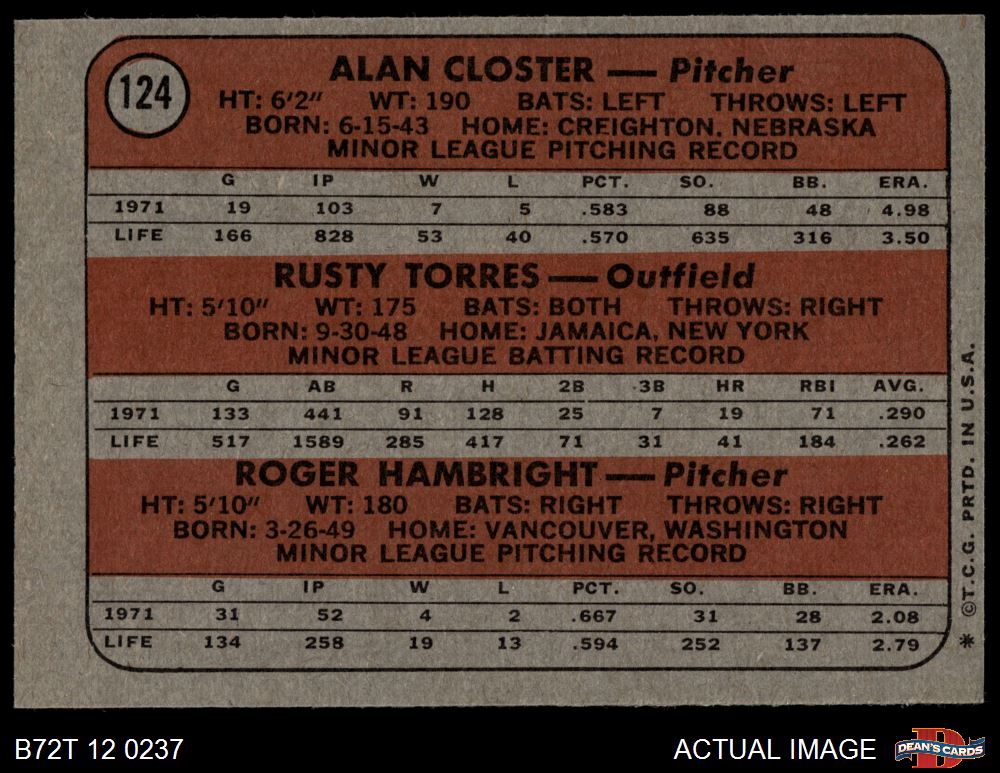 124
ALAN CLOSTER — Pitcher
HT: 6'2" WT: 190 BATS: LEFT THROWS: LEFT
BORN: 6-15-43 HOME: CREIGHTON, NEBRASKA
MINOR LEAGUE PITCHING RECORD
G IP W L PCT. SO. BB. ERA.
1971 19 103 7 5 .583 88 48 4.98
LIFE 166 828 53 40 .570 635 316 3.50
RUSTY TORRES — Outfield
HT: 5'10" WT: 175 BATS: BOTH THROWS: RIGHT
BORN: 9-30-48 HOME: JAMAICA, NEW YORK
MINOR LEAGUE BATTING RECORD
G AB R H 2B 3B HR RBI AVG.
1971 133 441 91 128 25 7 19 71 .290
LIFE 517 1589 285 417 71 31 41 184 .262
ROGER HAMBRIGHT — Pitcher
HT: 5'10" WT: 180 BATS: RIGHT THROWS: RIGHT
BORN: 3-26-49 HOME: VANCOUVER, WASHINGTON
MINOR LEAGUE PITCHING RECORD
G IP W L PCT. SO. BB. ERA.
1971 31 52 4 2 .667 31 28 2.08
LIFE 134 258 19 13 .594 252 137 2.79
* ©T.C.G. PRTD. IN U.S.A.
B72T 12 0237
ACTUAL IMAGE
D
DEAN'S CARDS